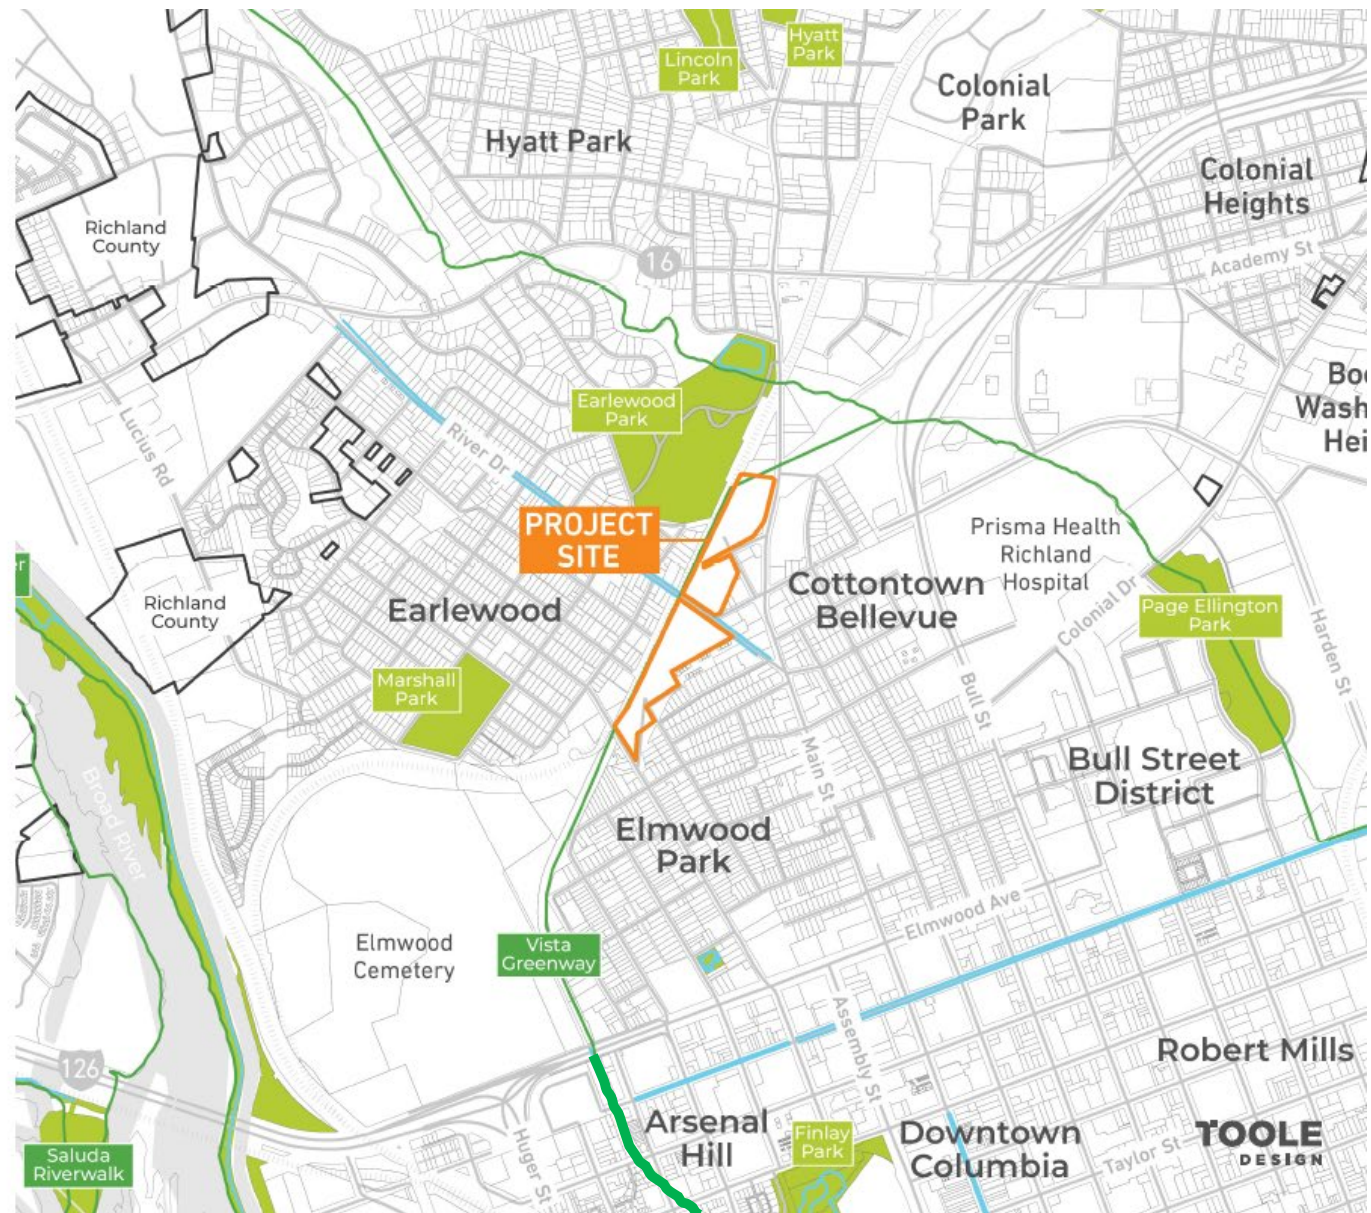 Lincoln
Park
Hyatt
Park
Colonial
Park
Hyatt Park
Colonial
Heights
Richland
County
16
Academy St
Earlewood
Park
Lucius Rd
River Dr
PROJECT
SITE
Prisma Health
Richland
Hospital
Cottontown
Bellevue
Colonial Dr
Earlewood
Richland
County
Page Ellington
Park
Harden St
Marshall
Park
Bull St
Main St
Bull Street
District
Broad River
Elmwood
Park
Elmwood Ave
Elmwood
Cemetery
Vista
Greenway
Assembly St
Robert Mills
126
Arsenal
Hill
Finlay
Park
Downtown
Columbia
Huger St
Taylor St
TOOLE
DESIGN
Saluda
Riverwalk